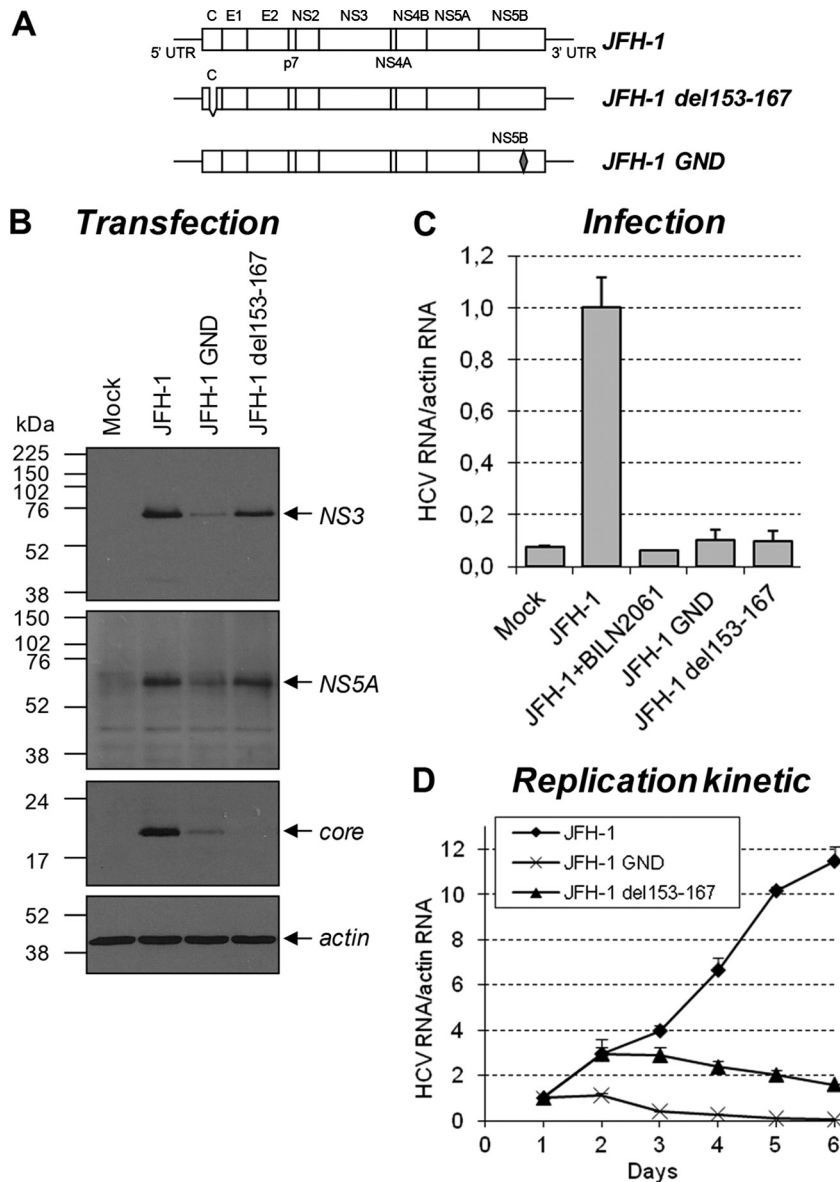 A
C E1 E2 NS2 NS3 NS4B NS5A NS5B
JFH-1
5' UTR 3' UTR
p7 NS4A
C
JFH-1 del153-167
NS5B
JFH-1 GND
B Transfection
Mock
JFH-1
JFH-1 GND
JFH-1 del153-167
kDa
225
150
102
76
52
38
NS3
150
102
76
52
38
NS5A
24
17
core
52
38
actin
C Infection
HCV RNA/actin RNA
1,2
1,0
0,8
0,6
0,4
0,2
0,0
Mock
JFH-1
JFH-1+BILN2061
JFH-1 GND
JFH-1 del153-167
D Replication kinetic
JFH-1
JFH-1 GND
JFH-1 del153-167
HCV RNA/actin RNA
12
10
8
6
4
2
0
0 1 2 3 4 5 6
Days